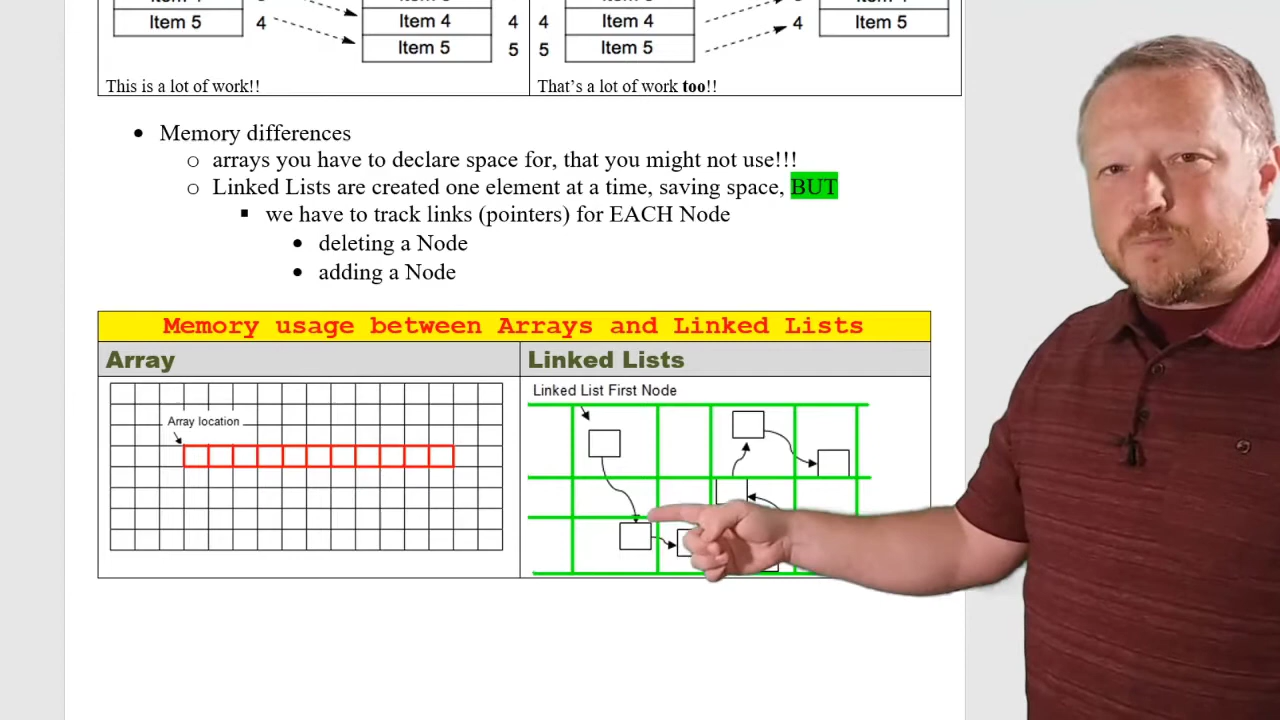 Item 5 4
Item 4 4
Item 5 5
4 Item 4
5 Item 5
4 Item 5
This is a lot of work!!
That's a lot of work too!!
• Memory differences
o arrays you have to declare space for, that you might not use!!!
o Linked Lists are created one element at a time, saving space, BUT
▪ we have to track links (pointers) for EACH Node
• deleting a Node
• adding a Node
Memory usage between Arrays and Linked Lists
Array
Linked Lists
Array location
Linked List First Node